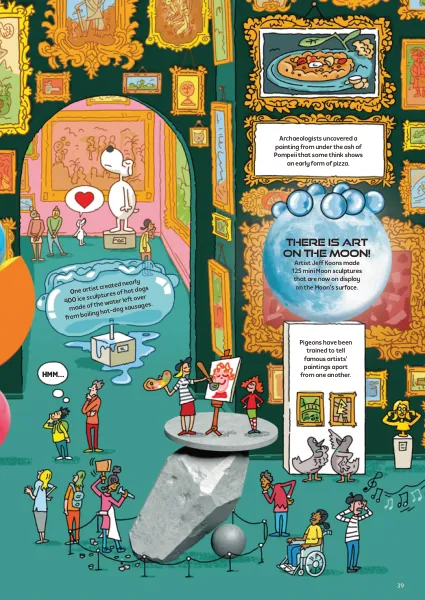 Archaeologists uncovered a
painting from under the ash of
Pompeii that some think shows
an early form of pizza.
THERE IS ART
ON THE MOON!
Artist Jeff Koons made
125 mini Moon sculptures
that are now on display
on the Moon's surface.
One artist created nearly
400 ice sculptures of hot dogs
made of the water left over
from boiling hot-dog sausages.
Pigeons have been
trained to tell
famous artists'
paintings apart
from one another.
HMM...
39